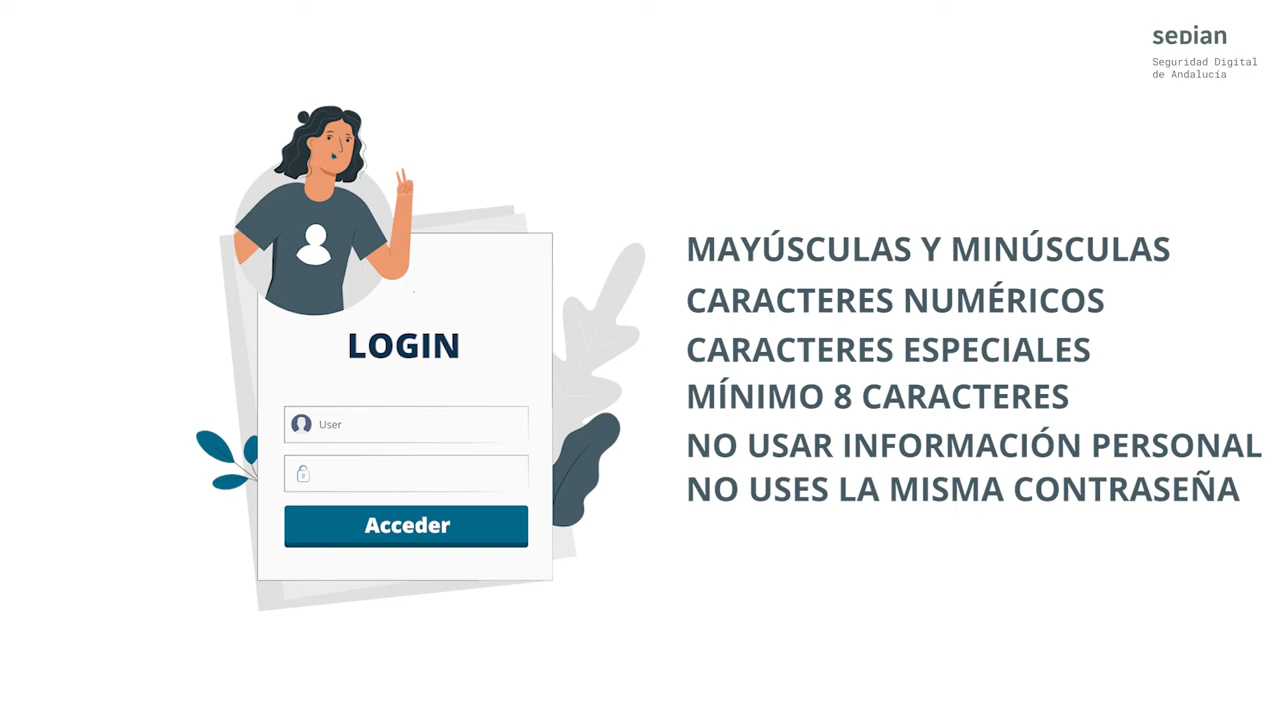 seDian
Seguridad Digital
de Andalucía
LOGIN
User
Acceder
MAYÚSCULAS Y MINÚSCULAS
CARACTERES NUMÉRICOS
CARACTERES ESPECIALES
MÍNIMO 8 CARACTERES
NO USAR INFORMACIÓN PERSONAL
NO USES LA MISMA CONTRASEÑA